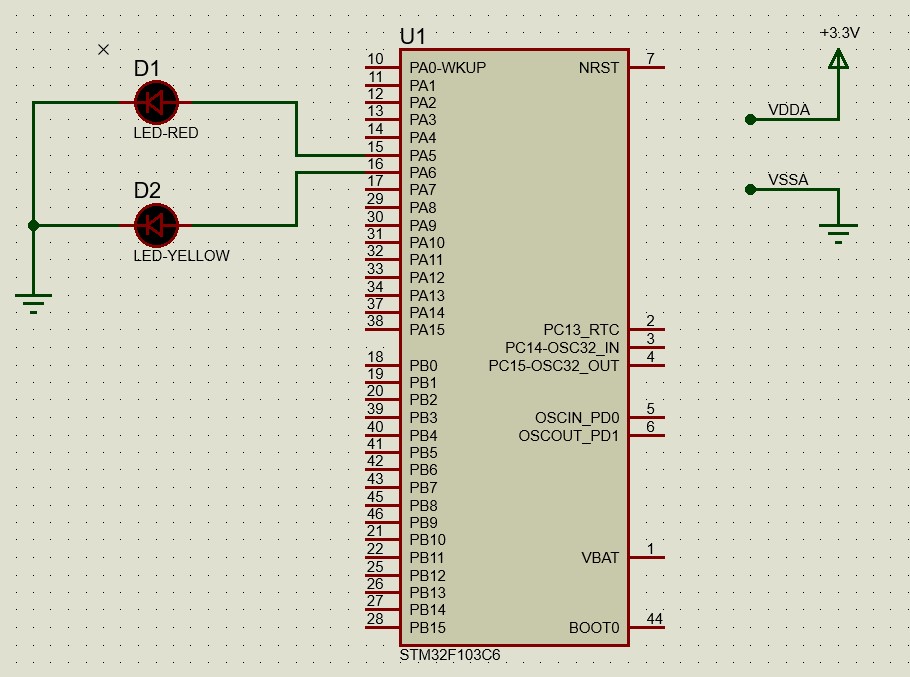 U1
+3.3V
D1
LED-RED
D2
LED-YELLOW
10 PA0-WKUP NRST 7
11 PA1
12 PA2
13 PA3
14 PA4
15 PA5
16 PA6
17 PA7
29 PA8
30 PA9
31 PA10
32 PA11
33 PA12
34 PA13
37 PA14
38 PA15 PC13_RTC 2
PC14-OSC32_IN 3
18 PB0 PC15-OSC32_OUT 4
19 PB1
20 PB2
39 PB3 OSCIN_PD0 5
40 PB4 OSCOUT_PD1 6
41 PB5
42 PB6
43 PB7
45 PB8
46 PB9
21 PB10
22 PB11 VBAT 1
25 PB12
26 PB13
27 PB14
28 PB15 BOOT0 44
STM32F103C6
VDDA
VSSA